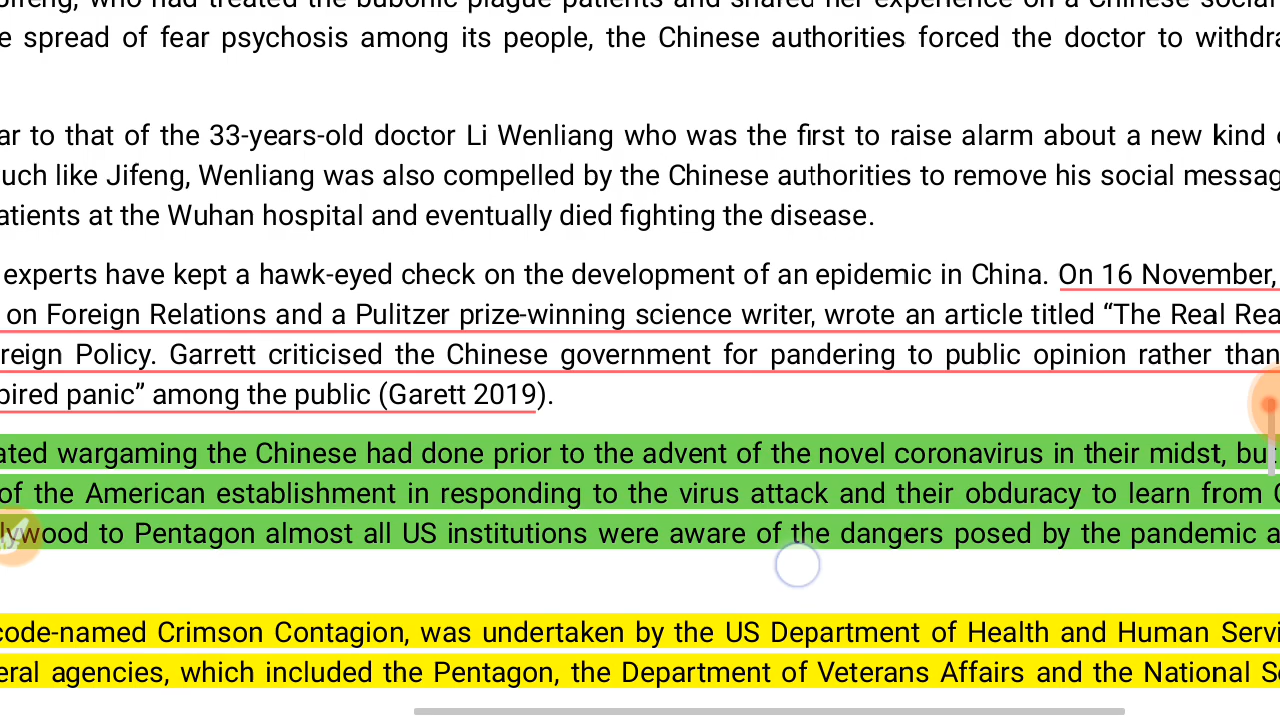 who had treated the bubonic plague patients and shared her experience on a Chinese social
e spread of fear psychosis among its people, the Chinese authorities forced the doctor to withdra
ar to that of the 33-years-old doctor Li Wenliang who was the first to raise alarm about a new kind
uch like Jifeng, Wenliang was also compelled by the Chinese authorities to remove his social messag
atients at the Wuhan hospital and eventually died fighting the disease.
experts have kept a hawk-eyed check on the development of an epidemic in China. On 16 November,
on Foreign Relations and a Pulitzer prize-winning science writer, wrote an article titled “The Real Rea
reign Policy. Garrett criticised the Chinese government for pandering to public opinion rather than
pired panic” among the public (Garett 2019).
ated wargaming the Chinese had done prior to the advent of the novel coronavirus in their midst, but
of the American establishment in responding to the virus attack and their obduracy to learn from
lywood to Pentagon almost all US institutions were aware of the dangers posed by the pandemic a
code-named Crimson Contagion, was undertaken by the US Department of Health and Human Servi
eral agencies, which included the Pentagon, the Department of Veterans Affairs and the National S